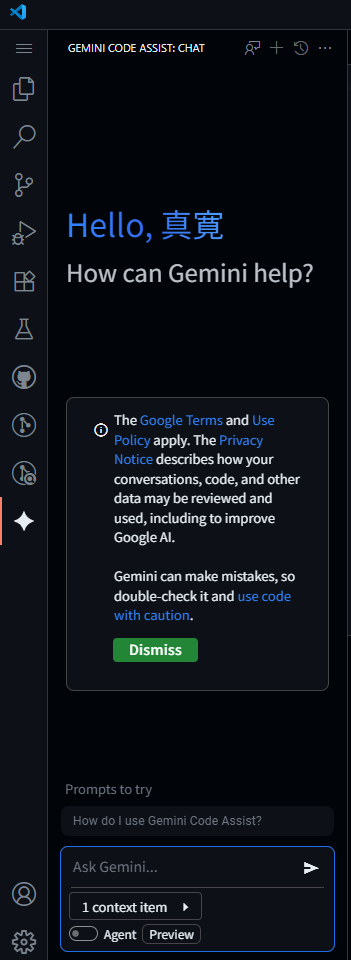 GEMINI CODE ASSIST: CHAT
Hello, 真寛
How can Gemini help?
The Google Terms and Use
Policy apply. The Privacy
Notice describes how your
conversations, code, and other
data may be reviewed and
used, including to improve
Google AI.
Gemini can make mistakes, so
double-check it and use code
with caution.
Dismiss
Prompts to try
How do I use Gemini Code Assist?
Ask Gemini...
1 context item
Agent Preview